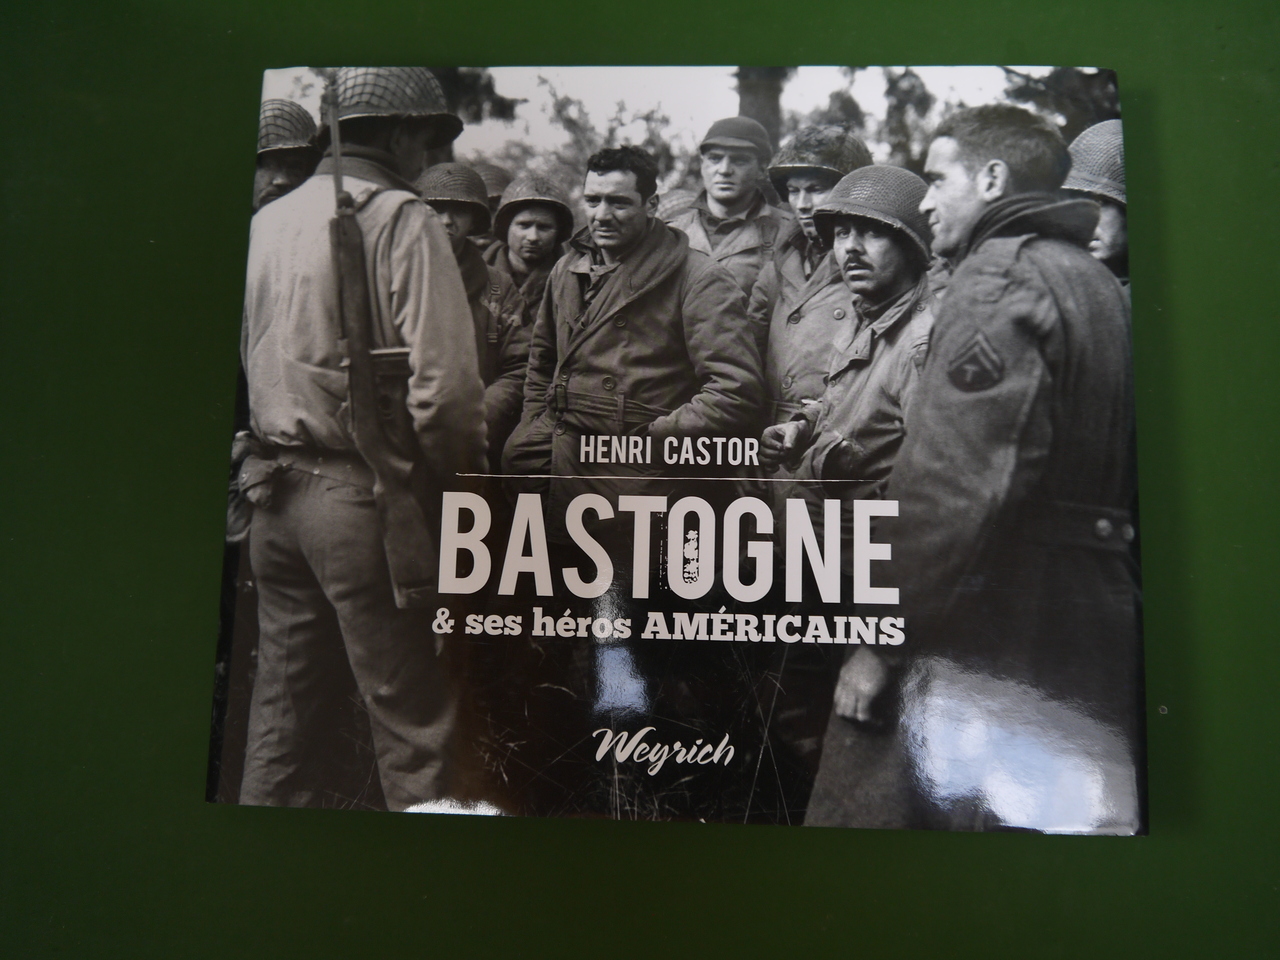 HENRI CASTOR
BASTOGNE
& ses héros AMÉRICAINS
Weyrich